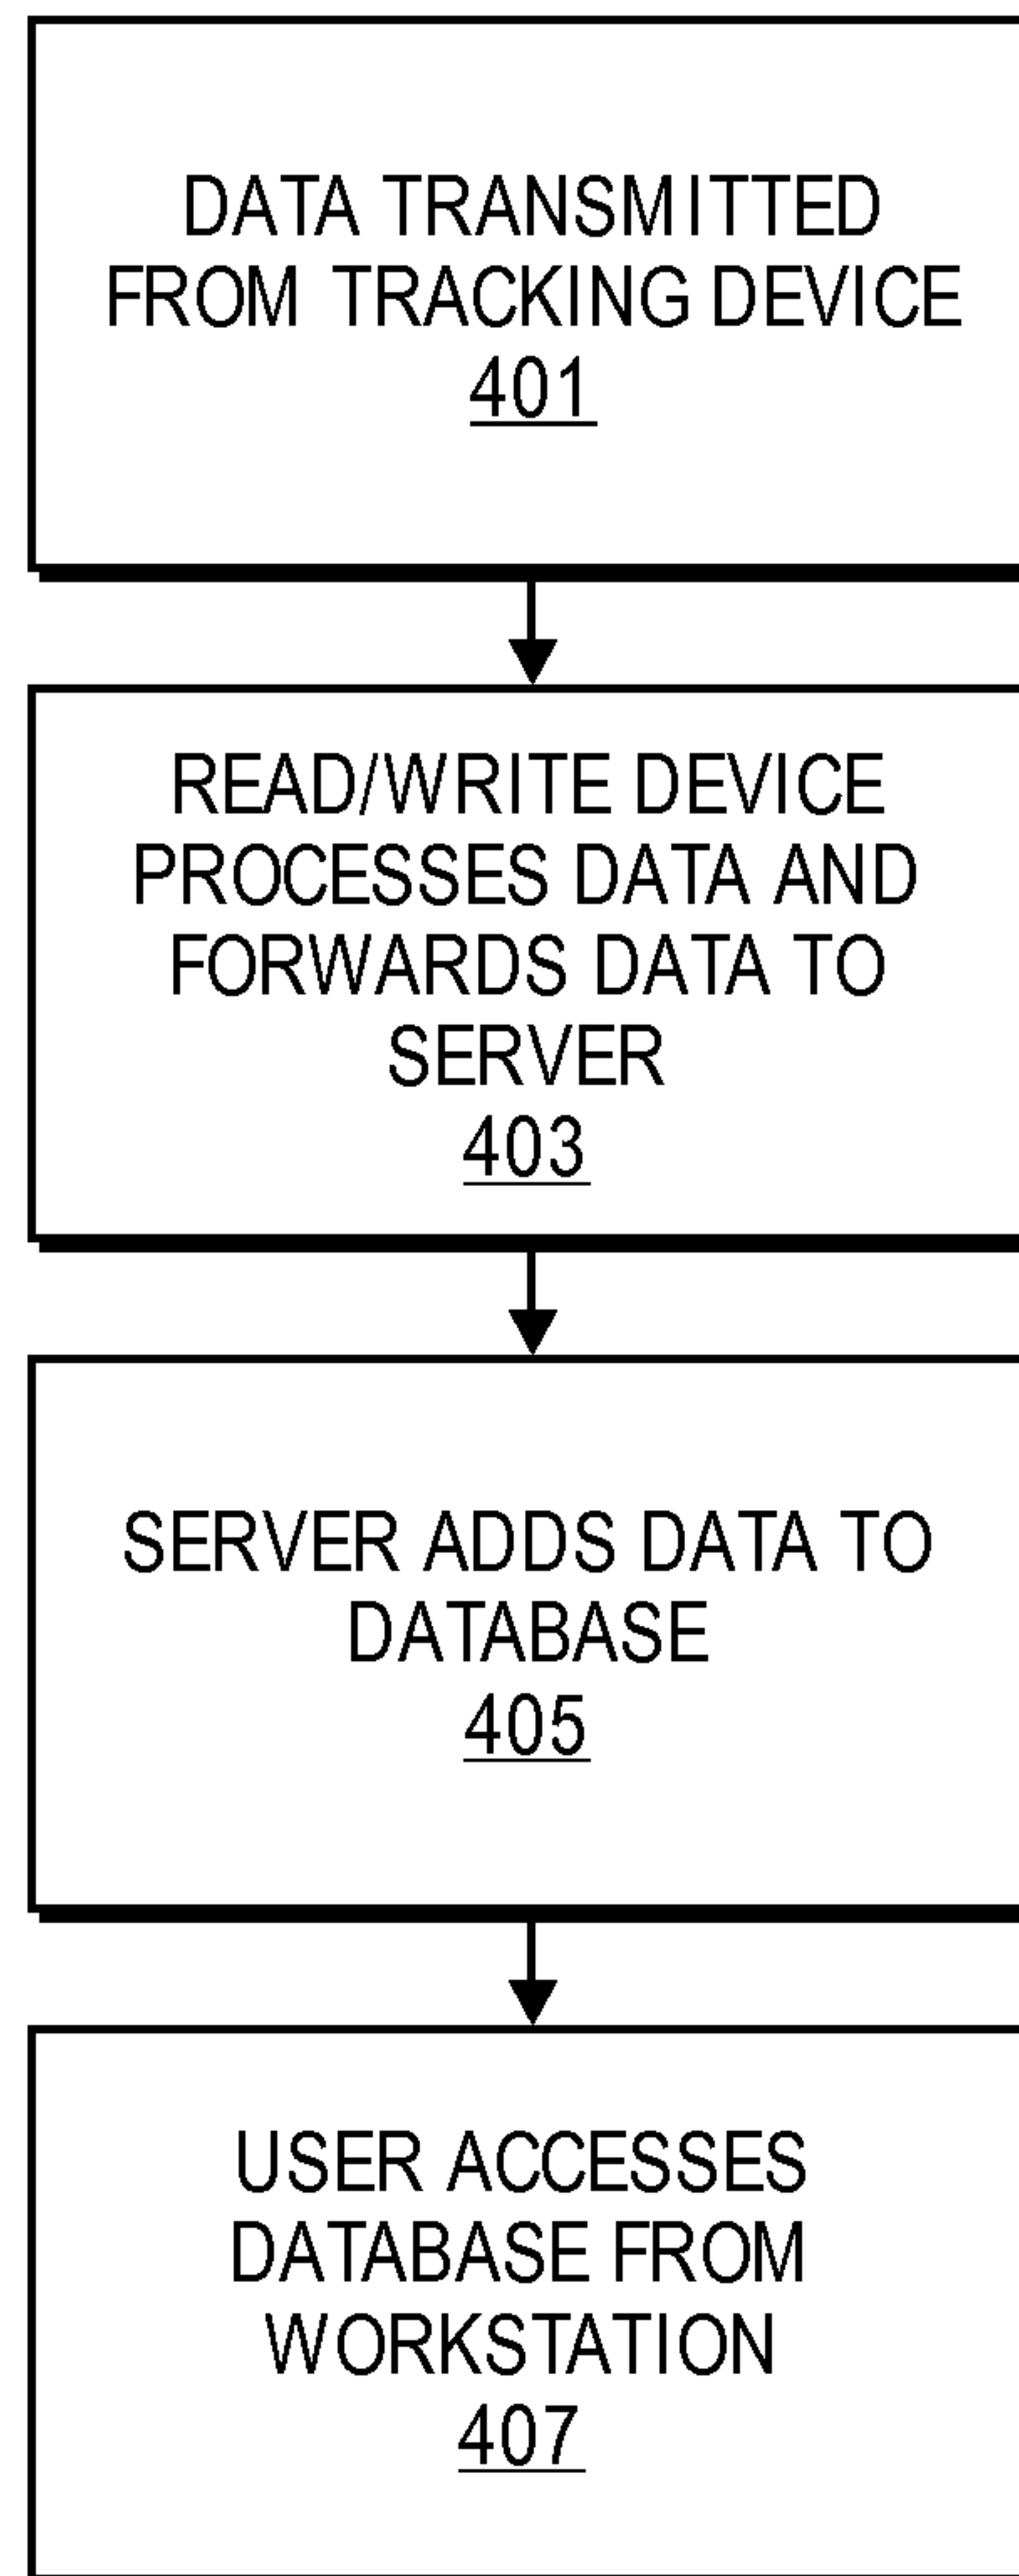 DATA TRANSMITTED
FROM TRACKING DEVICE
401
READ/WRITE DEVICE
PROCESSES DATA AND
FORWARDS DATA TO
SERVER
403
SERVER ADDS DATA TO
DATABASE
405
USER ACCESSES
DATABASE FROM
WORKSTATION
407